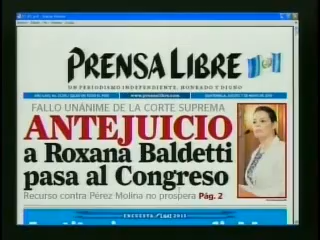 PRENSA LIBRE
UN PERIODISMO INDEPENDIENTE, HONRADO Y DIGNO
www.prensalibre.com
FALLO UNÁNIME DE LA CORTE SUPREMA
ANTEJUICIO
a Roxana Baldetti
pasa al Congreso
Recurso contra Pérez Molina no prospera Pág. 2